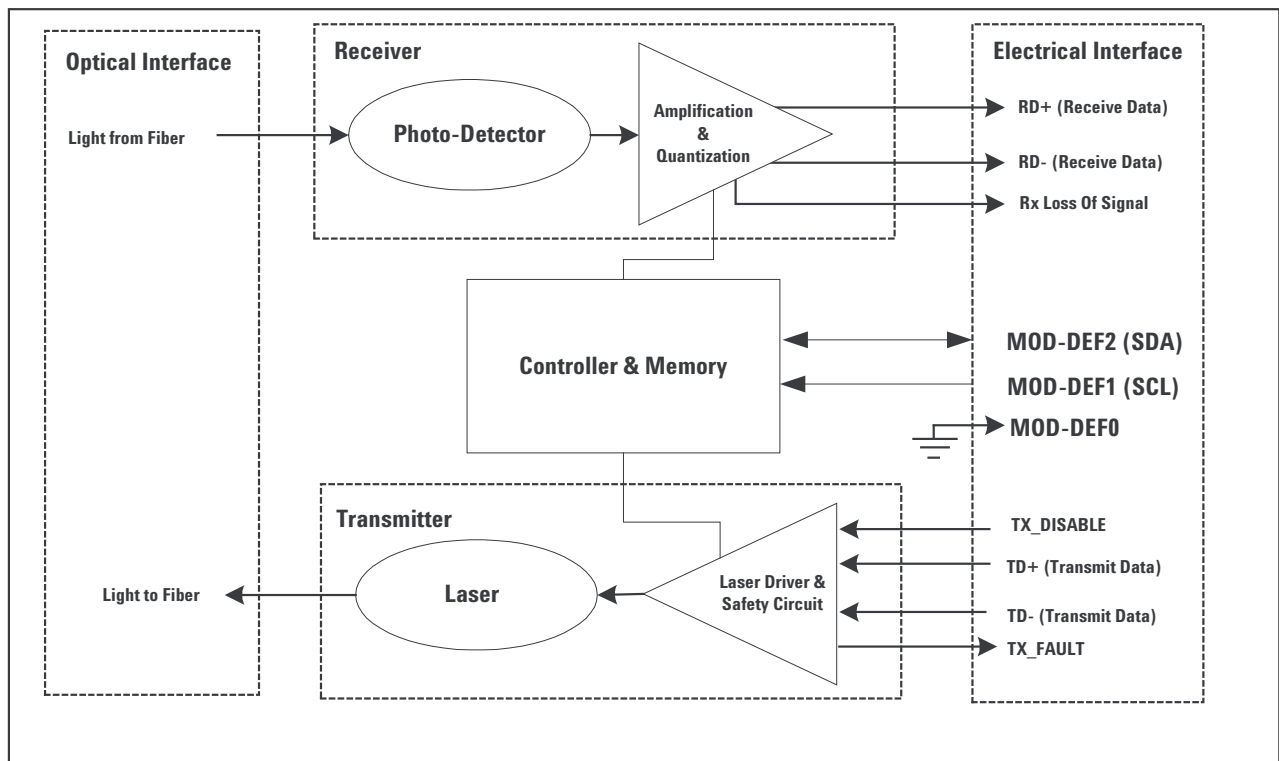 Optical Interface
Receiver
Electrical Interface
Light from Fiber
Photo-Detector
Amplification
&
Quantization
RD+ (Receive Data)
RD- (Receive Data)
Rx Loss Of Signal
Controller & Memory
MOD-DEF2 (SDA)
MOD-DEF1 (SCL)
MOD-DEF0
Transmitter
Light to Fiber
Laser
Laser Driver &
Safety Circuit
TX_DISABLE
TD+ (Transmit Data)
TD- (Transmit Data)
TX_FAULT